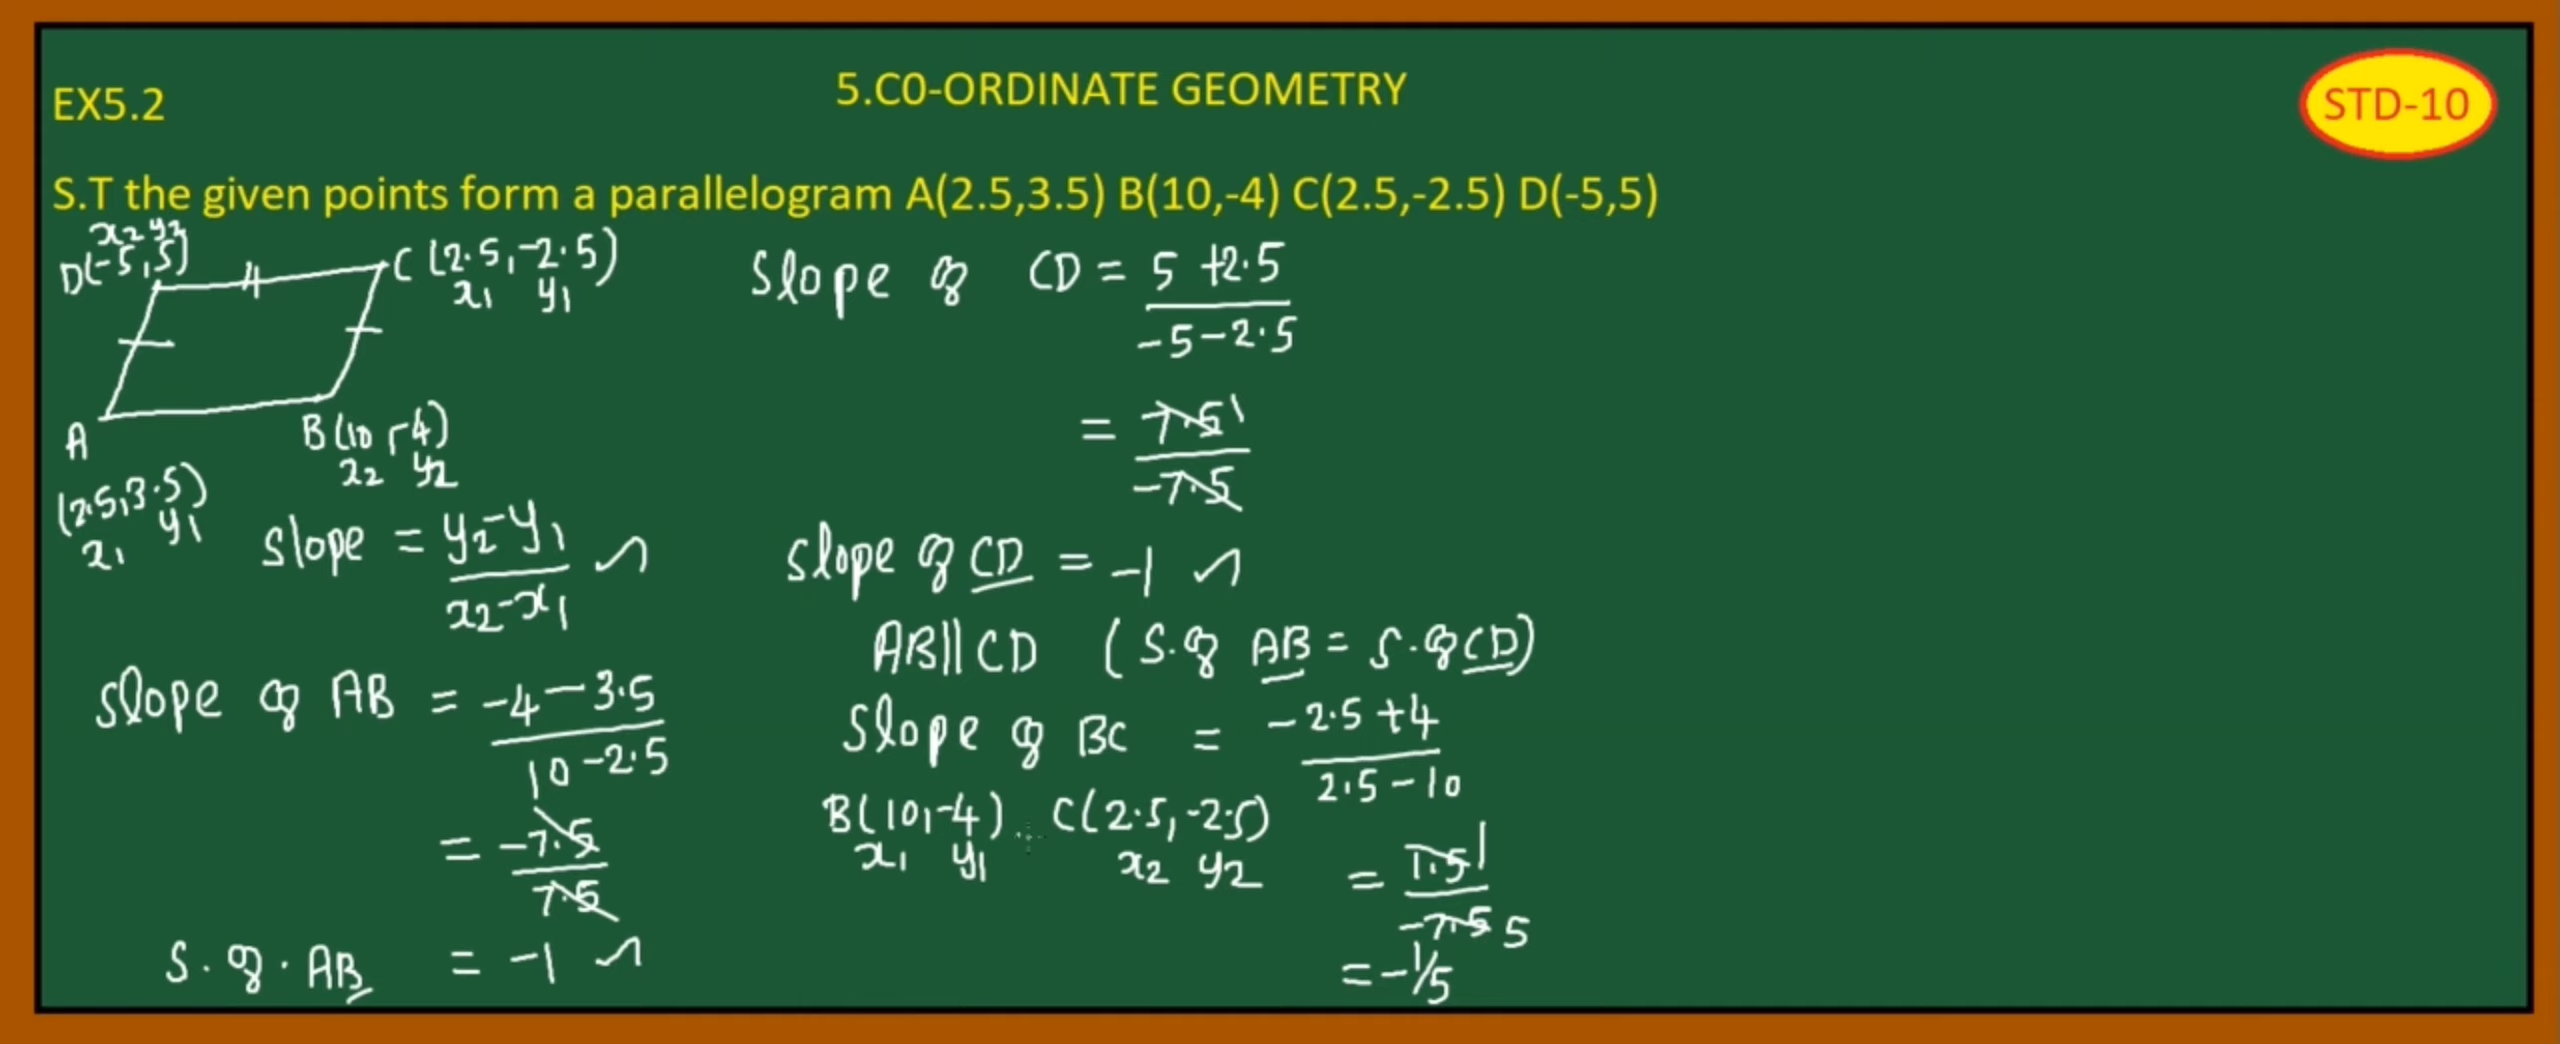 EX5.2
5.C0-ORDINATE GEOMETRY
STD-10
S.T the given points form a parallelogram A(2.5,3.5) B(10,-4) C(2.5,-2.5) D(-5,5)
x2 y2
D(-5,5)
C (2.5,-2.5)
x1 y1
A
B(10,-4)
x2 y2
(2.5,3.5)
x1 y1
slope = y2-y1
x2-x1
slope of AB = -4-3.5
10-2.5
= -7.5
7.5
S.of.AB = -1
Slope of CD = 5+2.5
-5-2.5
= 7.5 1
-7.5
slope of CD = -1
AB||CD (S.of AB = S.of CD)
Slope of BC = -2.5+4
2.5-10
B(10,-4) C(2.5,-2.5)
x1 y1 x2 y2
= 1.5 1
-7.5 5
= -1/5